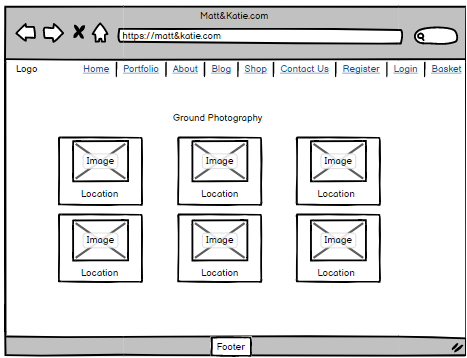 Matt&Katie.com
https://matt&katie.com
Logo Home Portfolio About Blog Shop Contact Us Register Login Basket
Ground Photography
Image Image Image
Location Location Location
Image Image Image
Location Location Location
Footer